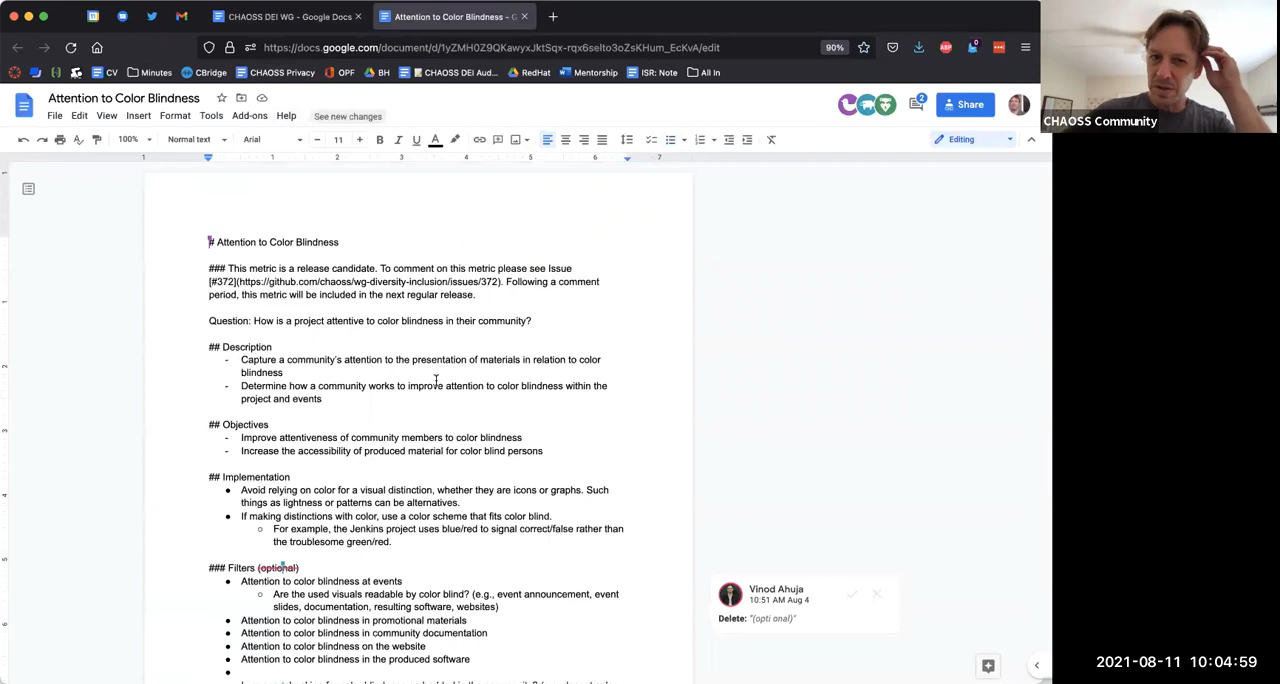 CHAOSS DEI WG - Google Docs
Attention to Color Blindness - G
https://docs.google.com/document/d/1yZMH0Z9QKawyxJktSqx-rqx6selto3oZsKHum_EcKvA/edit
90%
ABP
0
CV
Minutes
CBridge
CHAOSS Privacy
OPF
BH
CHAOSS DEI Aud...
RedHat
Mentorship
ISR: Note
All In
CHAOSS Community
Attention to Color Blindness
File Edit View Insert Format Tools Add-ons Help
See new changes
2
Share
100%
Normal text
Arial
11
B I U A
Editing
1 1 2 3 4 5 6 7
# Attention to Color Blindness
### This metric is a release candidate. To comment on this metric please see Issue
[#372](https://github.com/chaoss/wg-diversity-inclusion/issues/372). Following a comment
period, this metric will be included in the next regular release.
Question: How is a project attentive to color blindness in their community?
## Description
- Capture a community's attention to the presentation of materials in relation to color
blindness
- Determine how a community works to improve attention to color blindness within the
project and events
## Objectives
- Improve attentiveness of community members to color blindness
- Increase the accessibility of produced material for color blind persons
## Implementation
● Avoid relying on color for a visual distinction, whether they are icons or graphs. Such
things as lightness or patterns can be alternatives.
● If making distinctions with color, use a color scheme that fits color blind.
○ For example, the Jenkins project uses blue/red to signal correct/false rather than
the troublesome green/red.
### Filters (optional)
● Attention to color blindness at events
○ Are the used visuals readable by color blind? (e.g., event announcement, event
slides, documentation, resulting software, websites)
● Attention to color blindness in promotional materials
● Attention to color blindness in community documentation
● Attention to color blindness on the website
● Attention to color blindness in the produced software
●
Vinod Ahuja
10:51 AM Aug 4
Delete: "(opti onal)"
2021-08-11 10:04:59